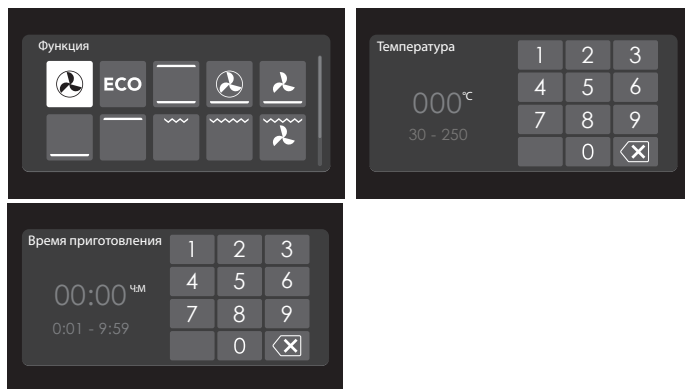 Функция
ECO
Температура
000°C
30 - 250
1 2 3
4 5 6
7 8 9
0
Время приготовления
00:00 ч:м
0:01 - 9:59
1 2 3
4 5 6
7 8 9
0